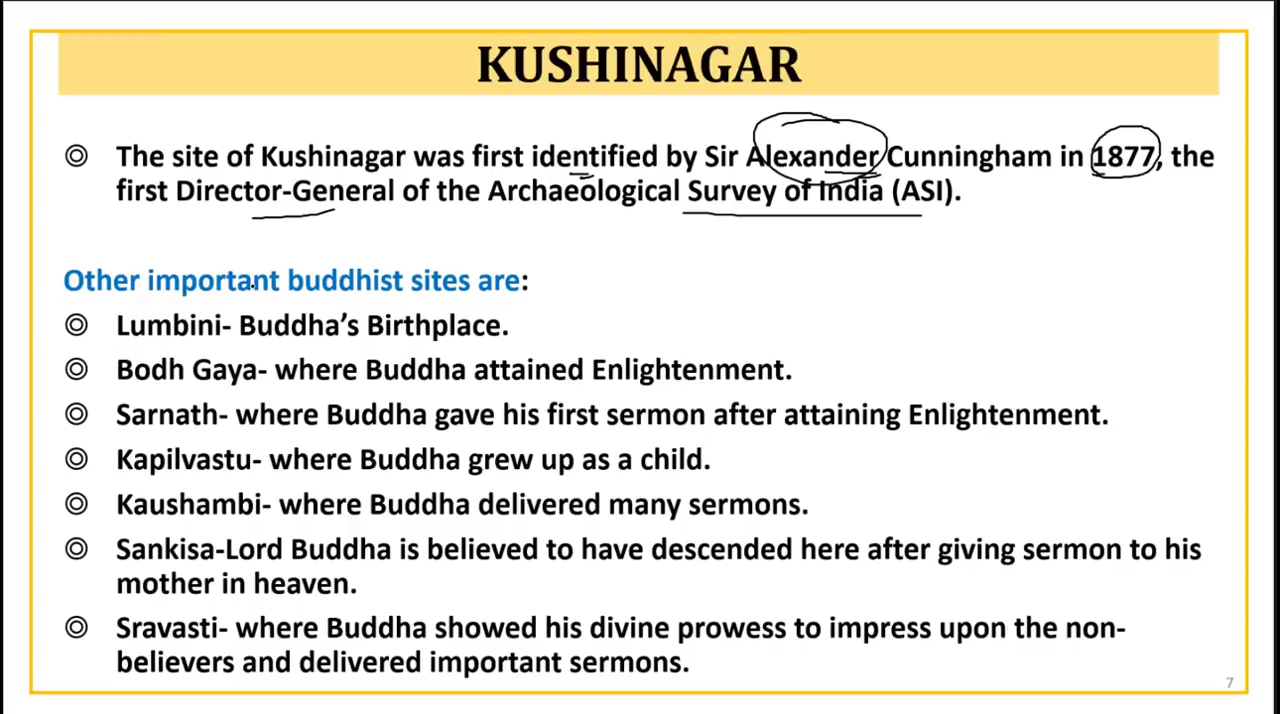 KUSHINAGAR
The site of Kushinagar was first identified by Sir Alexander Cunningham in 1877, the
first Director-General of the Archaeological Survey of India (ASI).
Other important buddhist sites are:
Lumbini- Buddha’s Birthplace.
Bodh Gaya- where Buddha attained Enlightenment.
Sarnath- where Buddha gave his first sermon after attaining Enlightenment.
Kapilvastu- where Buddha grew up as a child.
Kaushambi- where Buddha delivered many sermons.
Sankisa-Lord Buddha is believed to have descended here after giving sermon to his
mother in heaven.
Sravasti- where Buddha showed his divine prowess to impress upon the non-
believers and delivered important sermons.
7